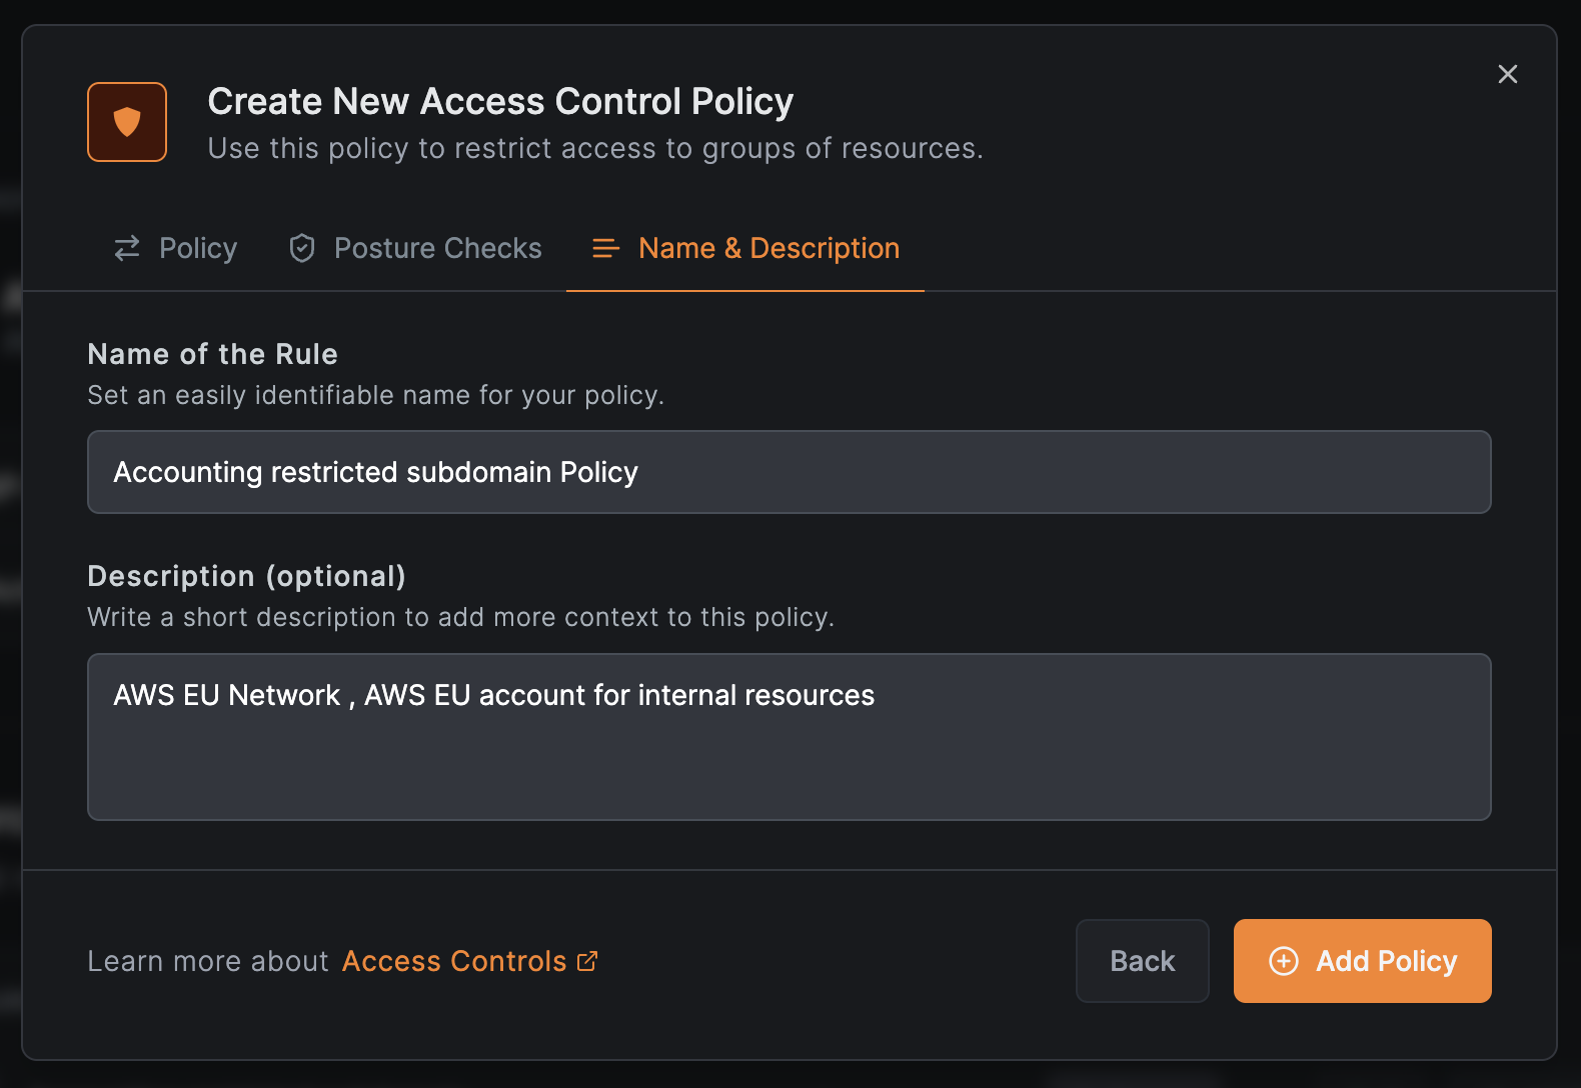 Create New Access Control Policy
Use this policy to restrict access to groups of resources.
Policy
Posture Checks
Name & Description
Name of the Rule
Set an easily identifiable name for your policy.
Accounting restricted subdomain Policy
Description (optional)
Write a short description to add more context to this policy.
AWS EU Network , AWS EU account for internal resources
Learn more about Access Controls
Back
Add Policy